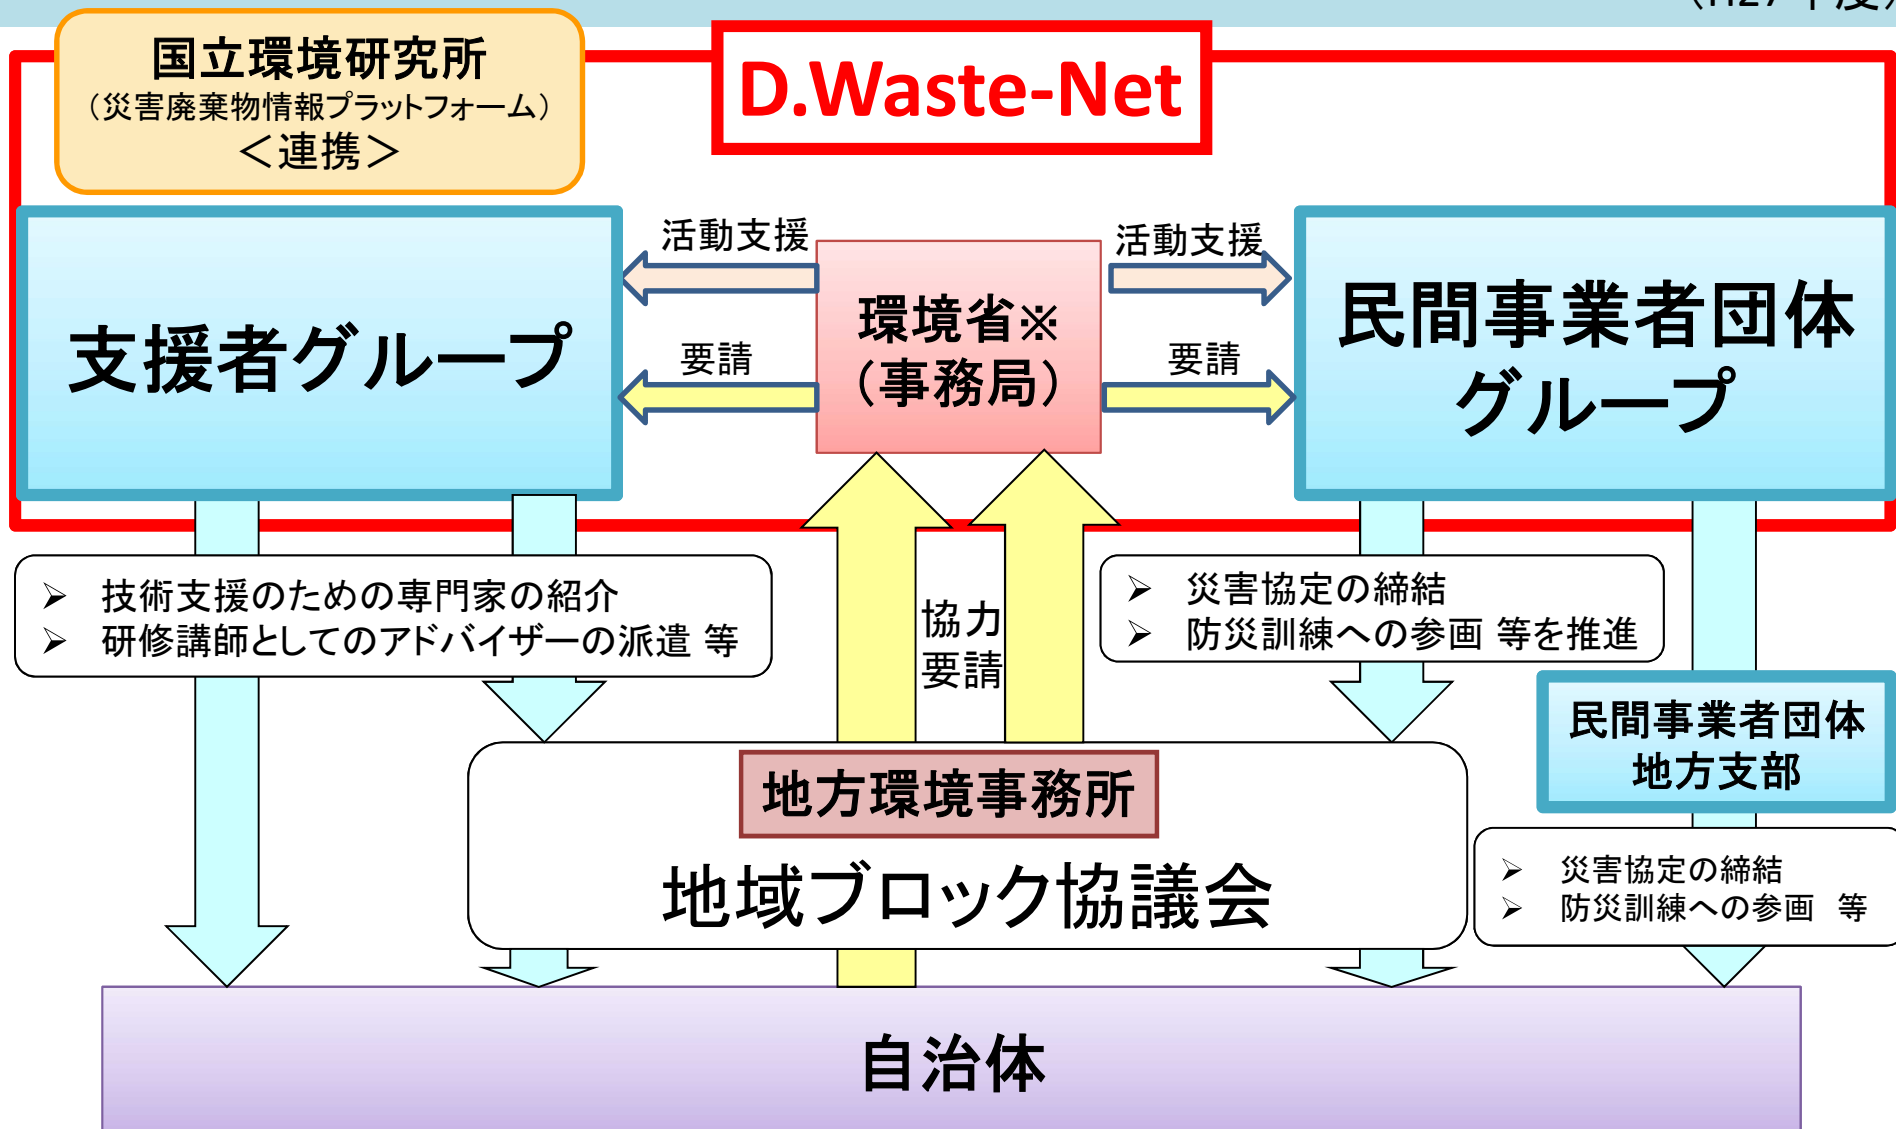 （H27年度）
国立環境研究所
（災害廃棄物情報プラットフォーム）
＜連携＞
D.Waste-Net
支援者グループ
活動支援
要請
環境省※
（事務局）
活動支援
要請
民間事業者団体
グループ
➢ 技術支援のための専門家の紹介
➢ 研修講師としてのアドバイザーの派遣 等
協力
要請
➢ 災害協定の締結
➢ 防災訓練への参画 等を推進
民間事業者団体
地方支部
地方環境事務所
地域ブロック協議会
➢ 災害協定の締結
➢ 防災訓練への参画　等
自治体